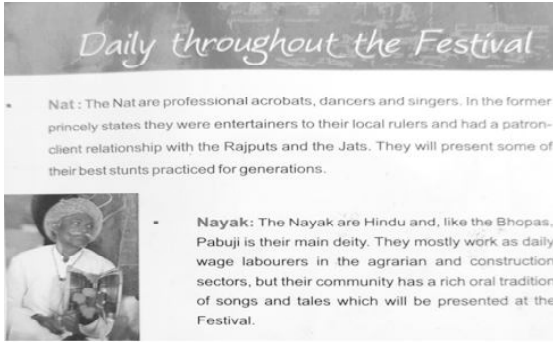 Daily throughout the Festival
Nat : The Nat are professional acrobats, dancers and singers. In the former
princely states they were entertainers to their local rulers and had a patron-
client relationship with the Rajputs and the Jats. They will present some of
their best stunts practiced for generations.
Nayak: The Nayak are Hindu and, like the Bhopas,
Pabuji is their main deity. They mostly work as daily
wage labourers in the agrarian and construction
sectors, but their community has a rich oral tradition
of songs and tales which will be presented at the
Festival.